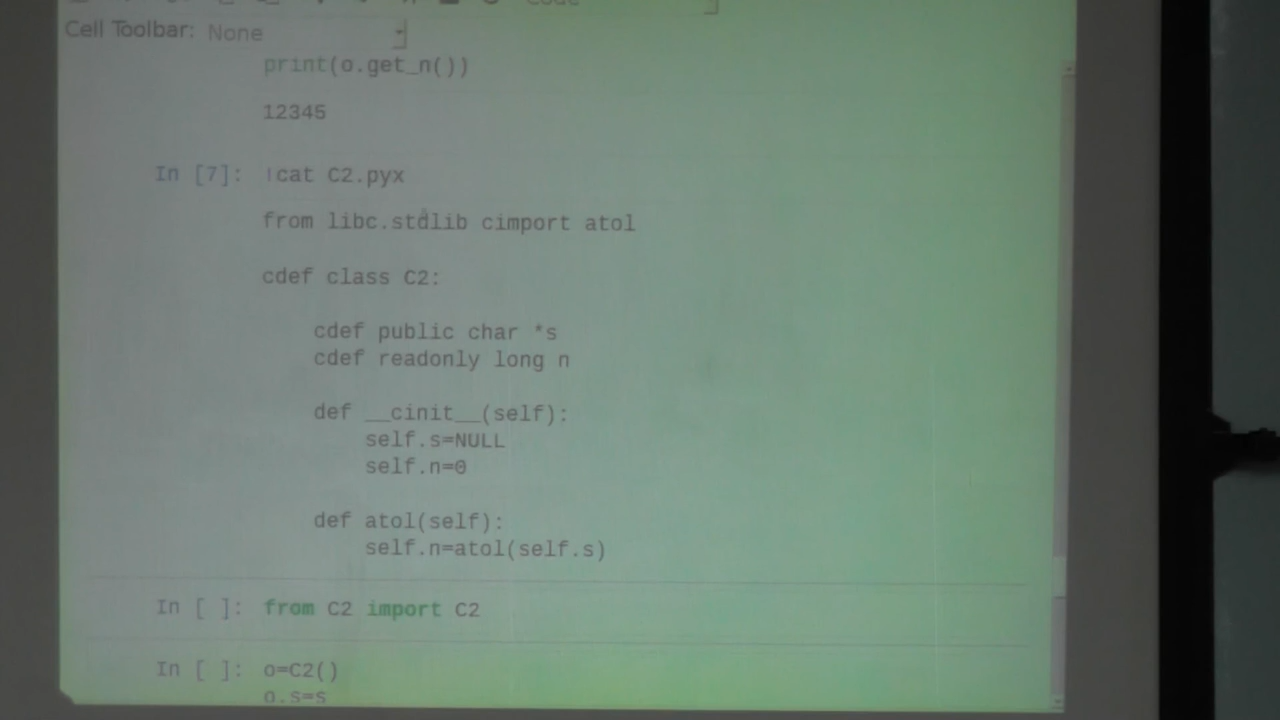 Code
Cell Toolbar: None
print(o.get_n())
12345
In [7]: !cat C2.pyx
from libc.stdlib cimport atol
cdef class C2:
cdef public char *s
cdef readonly long n
def __cinit__(self):
self.s=NULL
self.n=0
def atol(self):
self.n=atol(self.s)
In [ ]: from C2 import C2
In [ ]: o=C2()
o.s=s